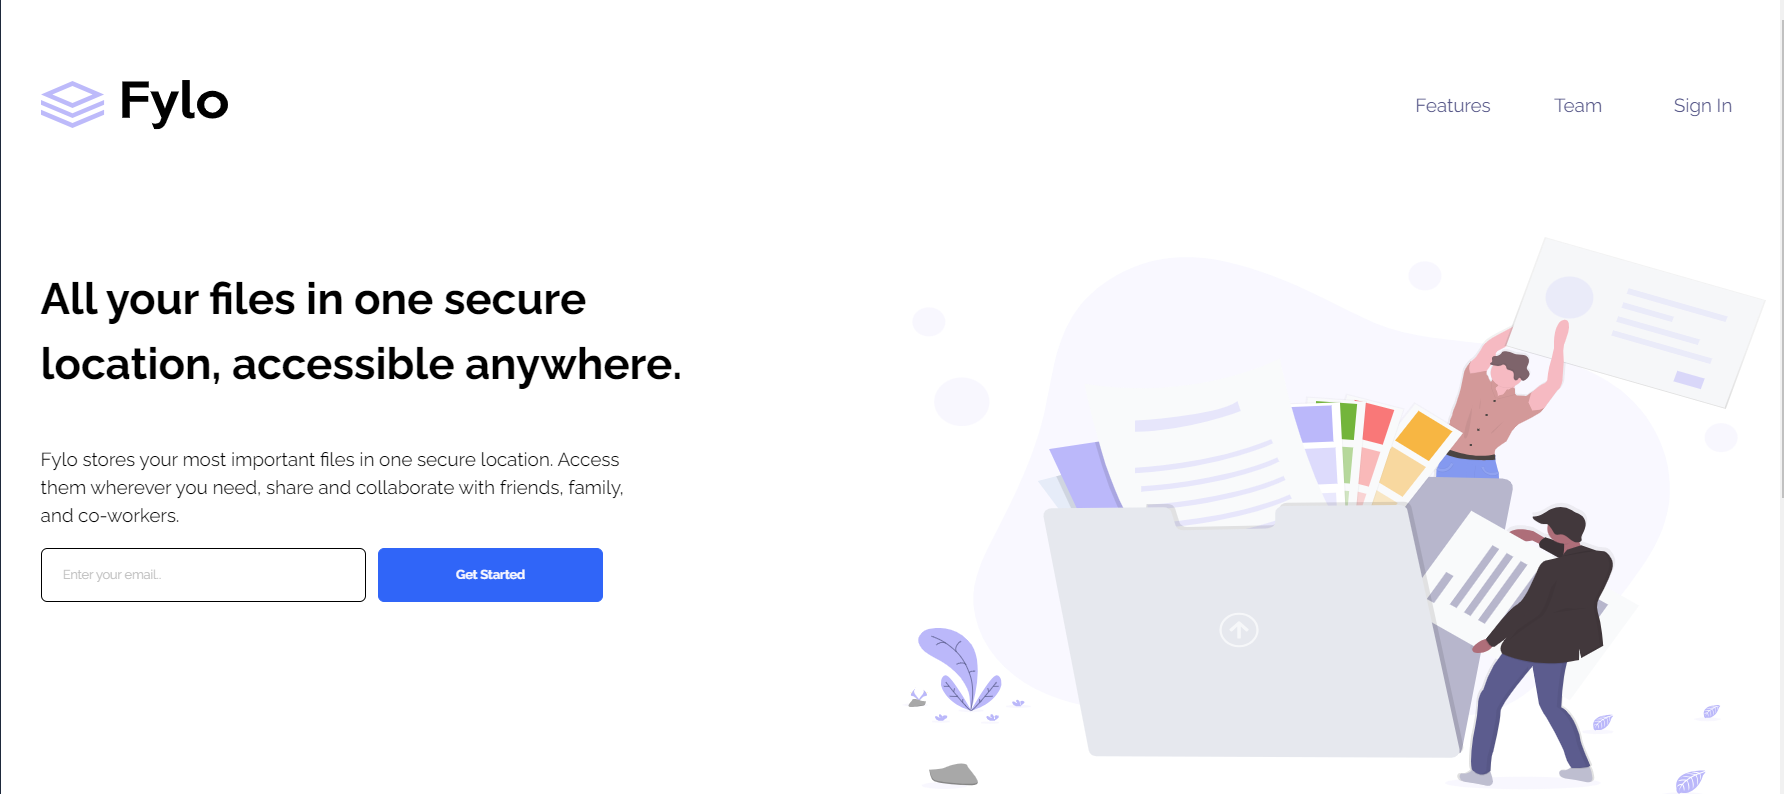 Fylo
Features
Team
Sign In
All your files in one secure
location, accessible anywhere.
Fylo stores your most important files in one secure location. Access
them wherever you need, share and collaborate with friends, family,
and co-workers.
Enter your email..
Get Started